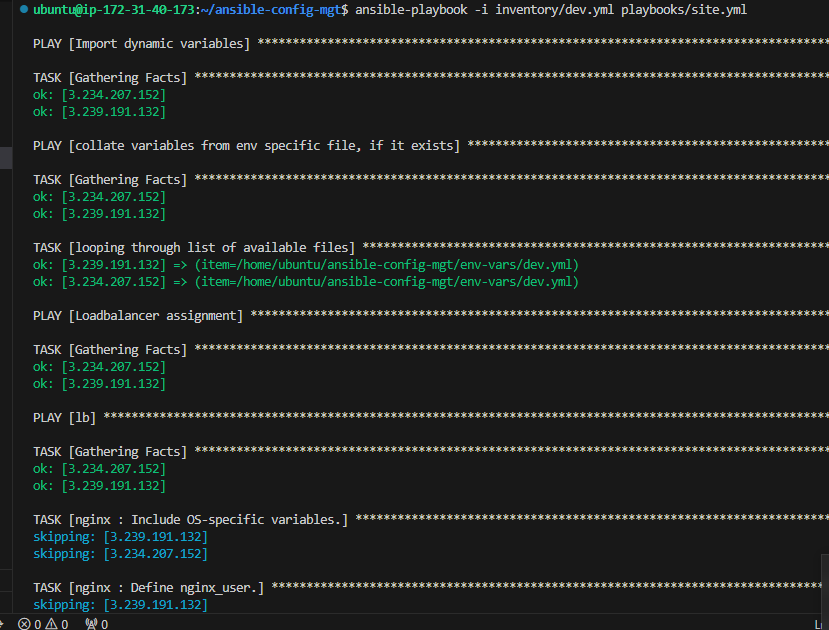 ubuntu@ip-172-31-40-173:~/ansible-config-mgt$ ansible-playbook -i inventory/dev.yml playbooks/site.yml
PLAY [Import dynamic variables] *********************************************************************************
TASK [Gathering Facts] ******************************************************************************************
ok: [3.234.207.152]
ok: [3.239.191.132]
PLAY [collate variables from env specific file, if it exists] ***************************************************
TASK [Gathering Facts] ******************************************************************************************
ok: [3.234.207.152]
ok: [3.239.191.132]
TASK [looping through list of available files] ******************************************************************
ok: [3.239.191.132] => (item=/home/ubuntu/ansible-config-mgt/env-vars/dev.yml)
ok: [3.234.207.152] => (item=/home/ubuntu/ansible-config-mgt/env-vars/dev.yml)
PLAY [Loadbalancer assignment] **********************************************************************************
TASK [Gathering Facts] ******************************************************************************************
ok: [3.234.207.152]
ok: [3.239.191.132]
PLAY [lb] *******************************************************************************************************
TASK [Gathering Facts] ******************************************************************************************
ok: [3.234.207.152]
ok: [3.239.191.132]
TASK [nginx : Include OS-specific variables.] *******************************************************************
skipping: [3.239.191.132]
skipping: [3.234.207.152]
TASK [nginx : Define nginx_user.] *******************************************************************************
skipping: [3.239.191.132]
0 0 0